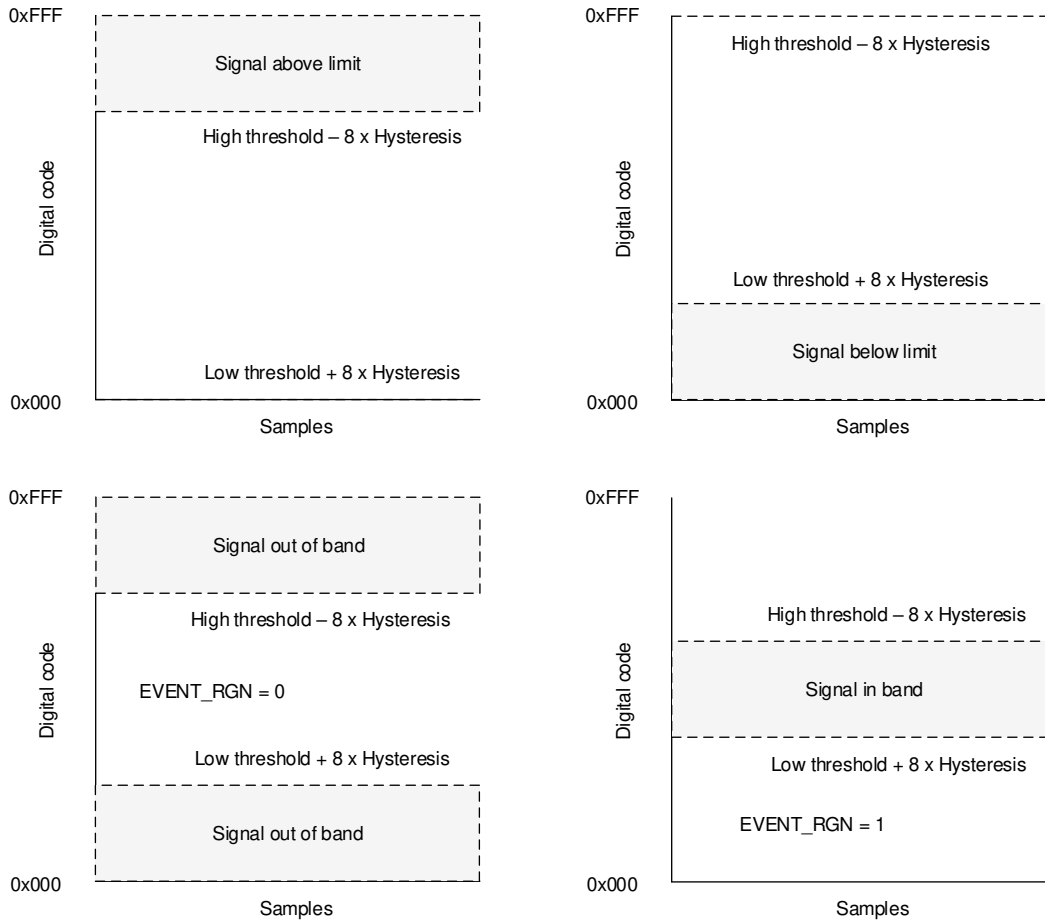 0xFFF
Signal above limit
High threshold – 8 x Hysteresis
Digital code
Low threshold + 8 x Hysteresis
0x000
Samples
0xFFF
High threshold – 8 x Hysteresis
Digital code
Low threshold + 8 x Hysteresis
Signal below limit
0x000
Samples
0xFFF
Signal out of band
High threshold – 8 x Hysteresis
Digital code
EVENT_RGN = 0
Low threshold + 8 x Hysteresis
Signal out of band
0x000
Samples
0xFFF
High threshold – 8 x Hysteresis
Digital code
Signal in band
Low threshold + 8 x Hysteresis
EVENT_RGN = 1
0x000
Samples